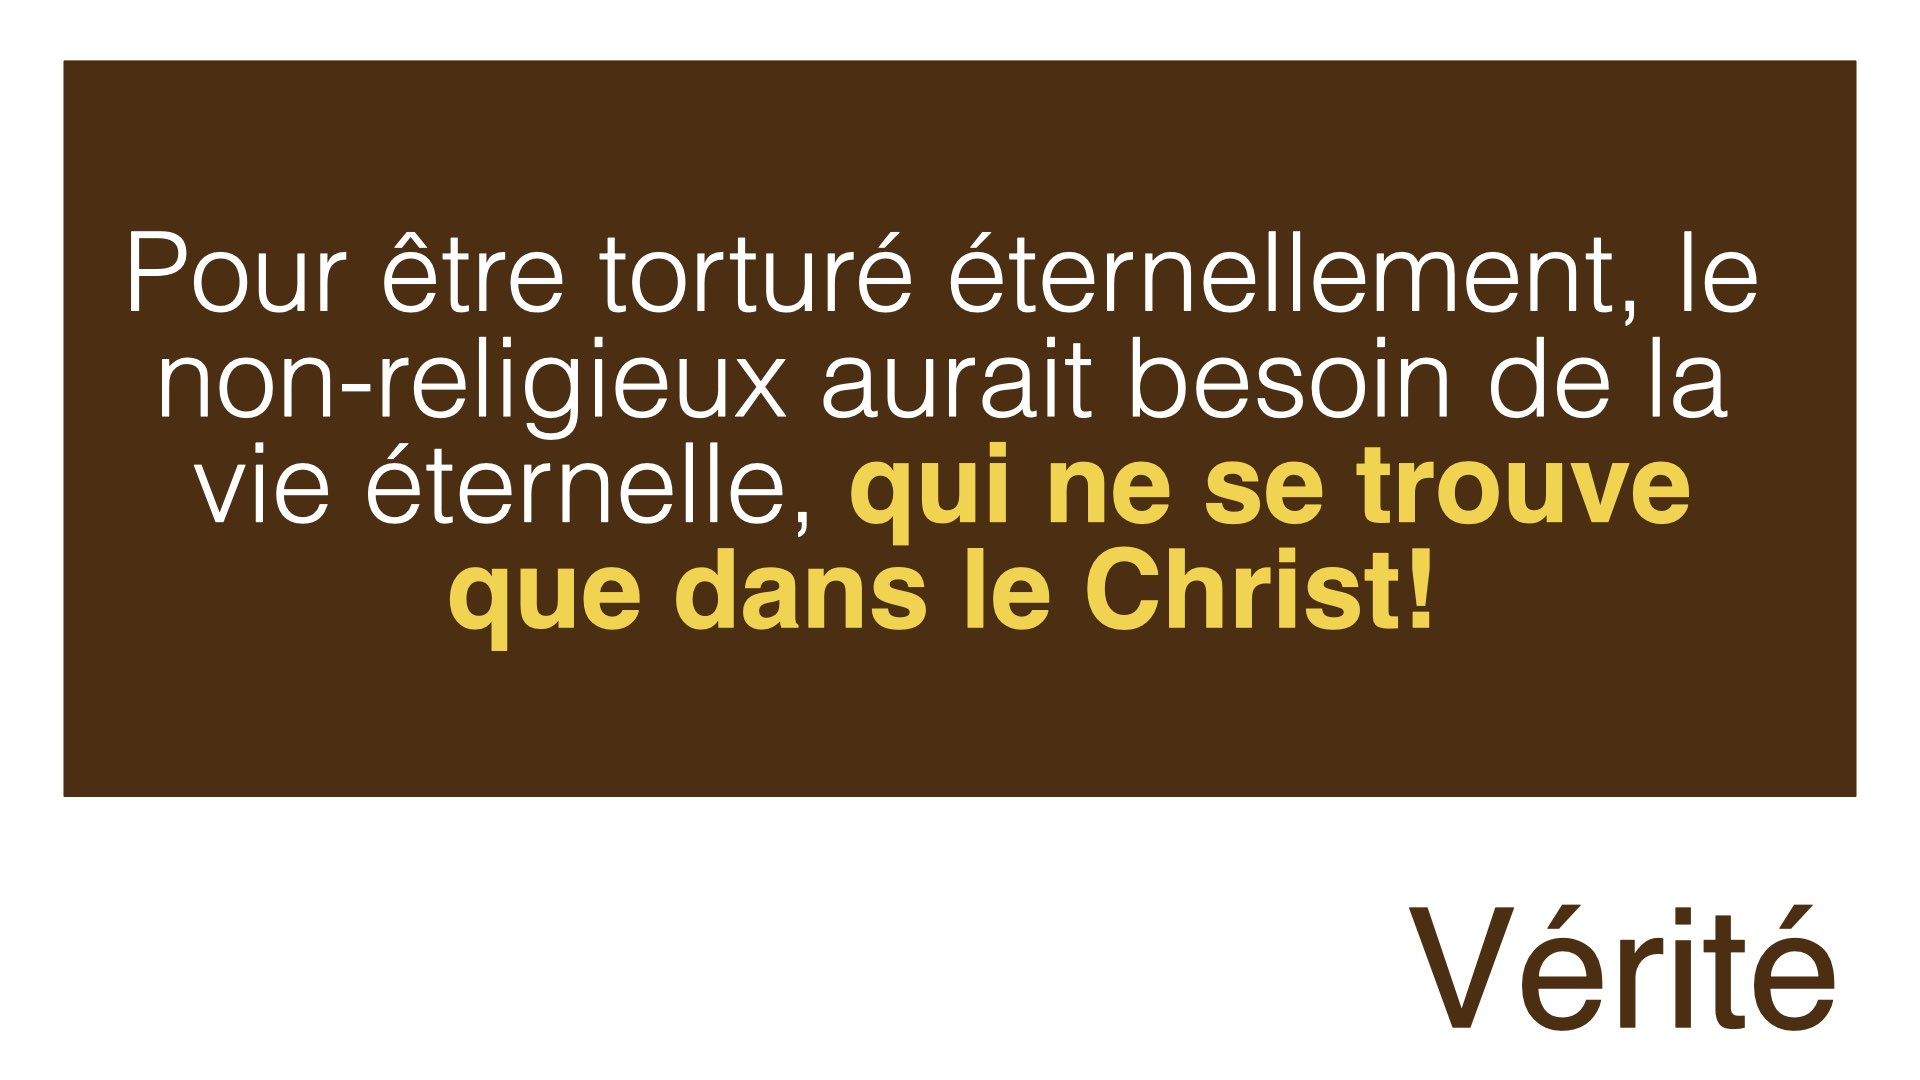 Pour être torturé éternellement, le
non-religieux aurait besoin de la
vie éternelle, qui ne se trouve
que dans le Christ!
Vérité